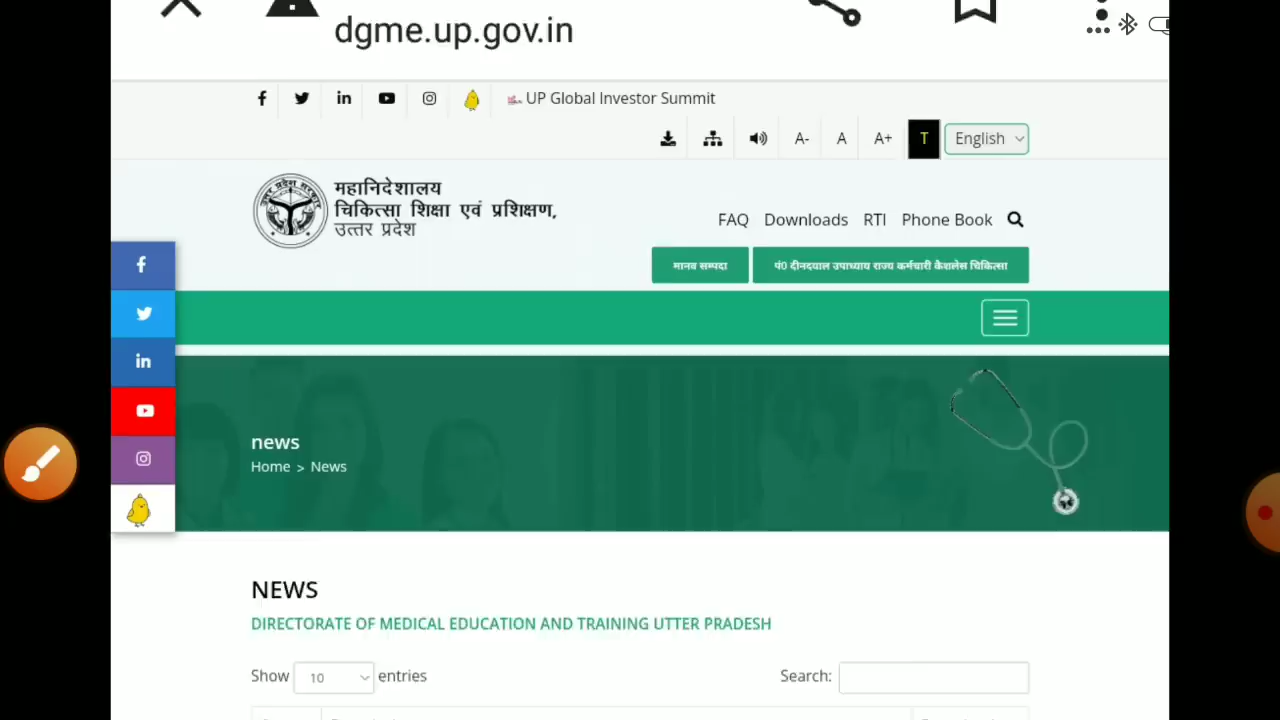 dgme.up.gov.in
UP Global Investor Summit
A- A A+ T English
महानिदेशालय
चिकित्सा शिक्षा एवं प्रशिक्षण,
उत्तर प्रदेश
FAQ Downloads RTI Phone Book
मानव सम्पदा
पं0 दीनदयाल उपाध्याय राज्य कर्मचारी कैशलेस चिकित्सा
news
Home > News
NEWS
DIRECTORATE OF MEDICAL EDUCATION AND TRAINING UTTER PRADESH
Show 10 entries Search: